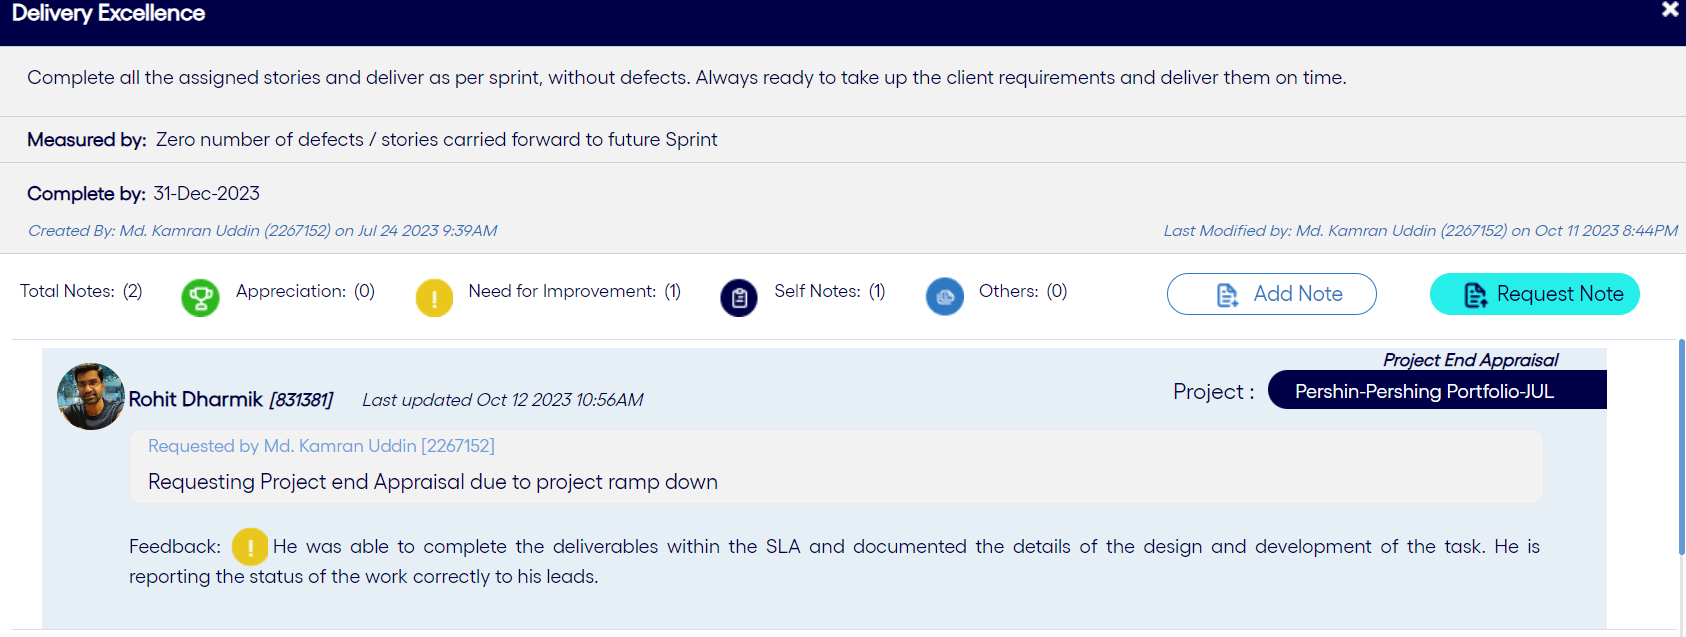 Delivery Excellence
Complete all the assigned stories and deliver as per sprint, without defects. Always ready to take up the client requirements and deliver them on time.
Measured by: Zero number of defects / stories carried forward to future Sprint
Complete by: 31-Dec-2023
Created By: Md. Kamran Uddin (2267152) on Jul 24 2023 9:39AM
Last Modified by: Md. Kamran Uddin (2267152) on Oct 11 2023 8:44PM
Total Notes: (2) Appreciation: (0) Need for Improvement: (1) Self Notes: (1) Others: (0) Add Note Request Note
Project End Appraisal
Rohit Dharmik [831381] Last updated Oct 12 2023 10:56AM
Project : Pershin-Pershing Portfolio-JUL
Requested by Md. Kamran Uddin [2267152]
Requesting Project end Appraisal due to project ramp down
Feedback: He was able to complete the deliverables within the SLA and documented the details of the design and development of the task. He is
reporting the status of the work correctly to his leads.